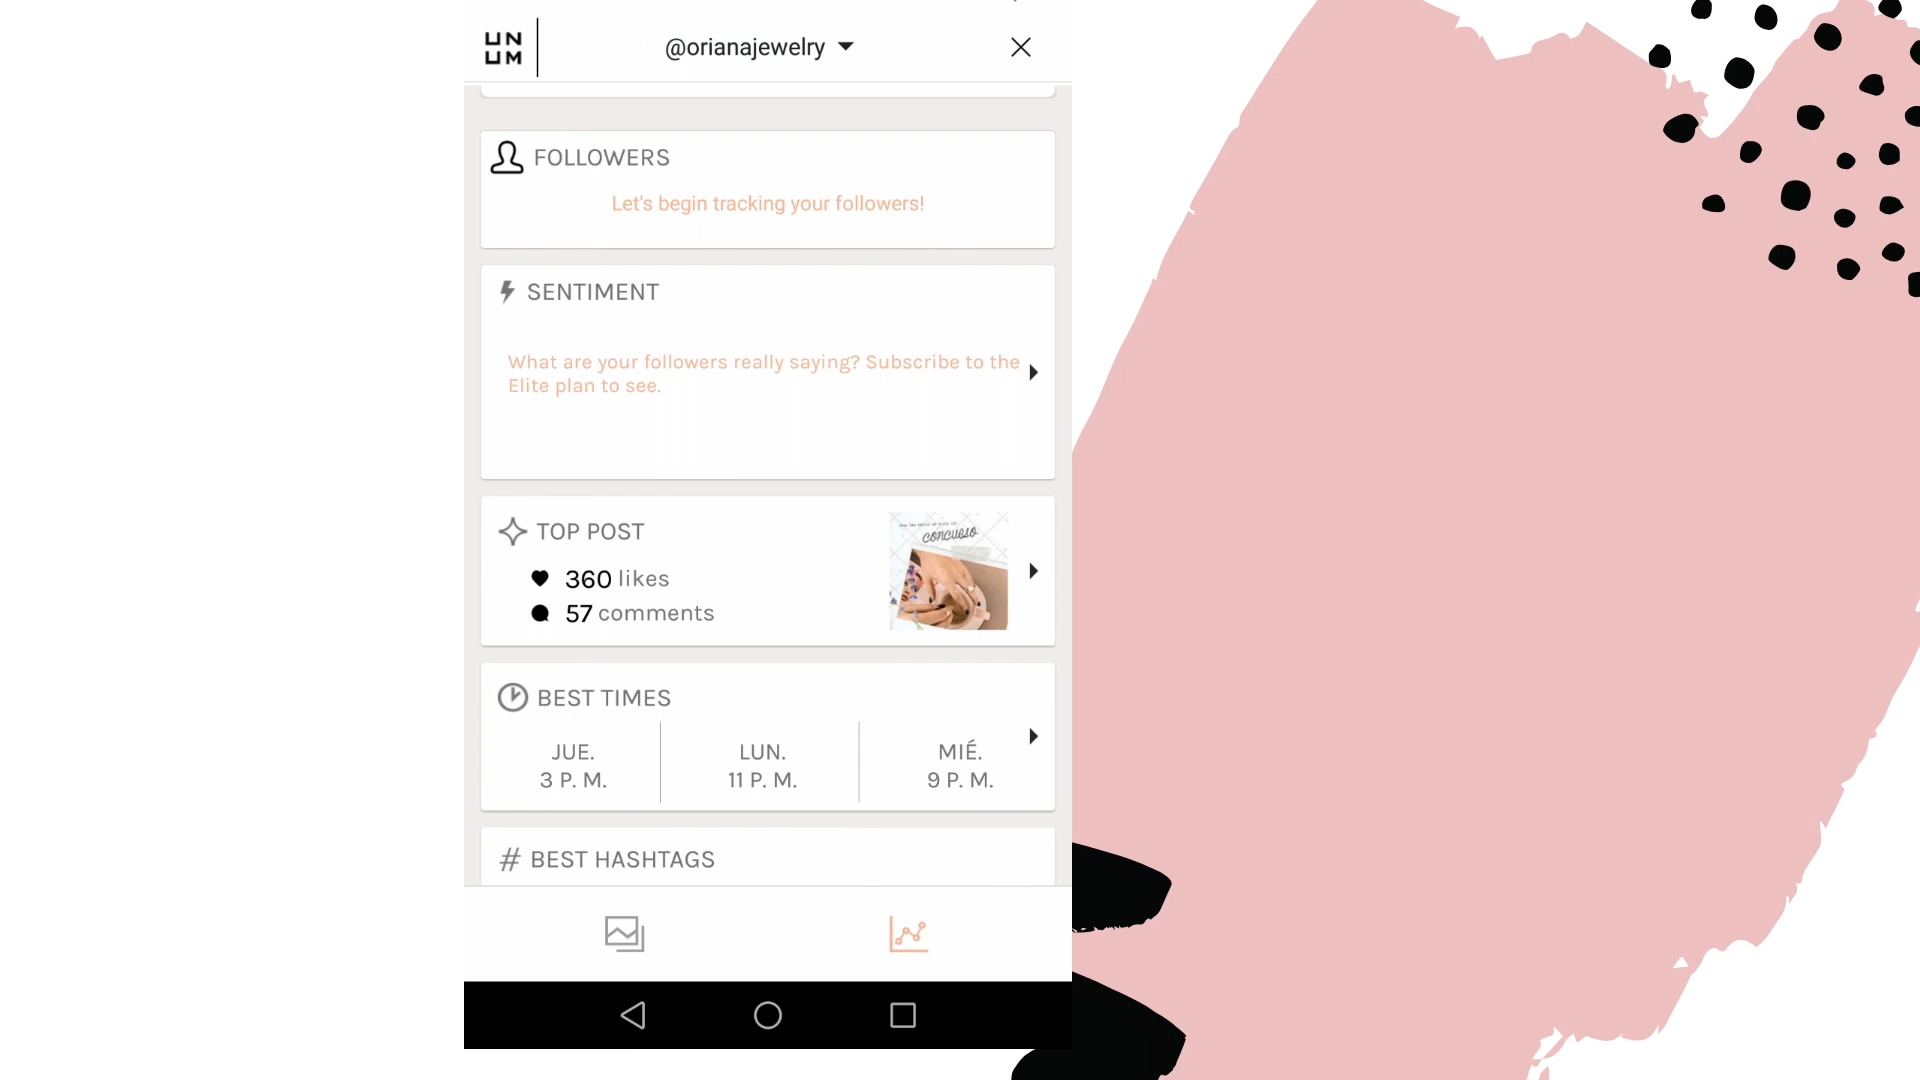 UN
UM
@orianajewelry
FOLLOWERS
Let's begin tracking your followers!
SENTIMENT
What are your followers really saying? Subscribe to the
Elite plan to see.
TOP POST
CONCURSO
360 likes
57 comments
BEST TIMES
JUE.
3 P. M.
LUN.
11 P. M.
MIÉ.
9 P. M.
# BEST HASHTAGS